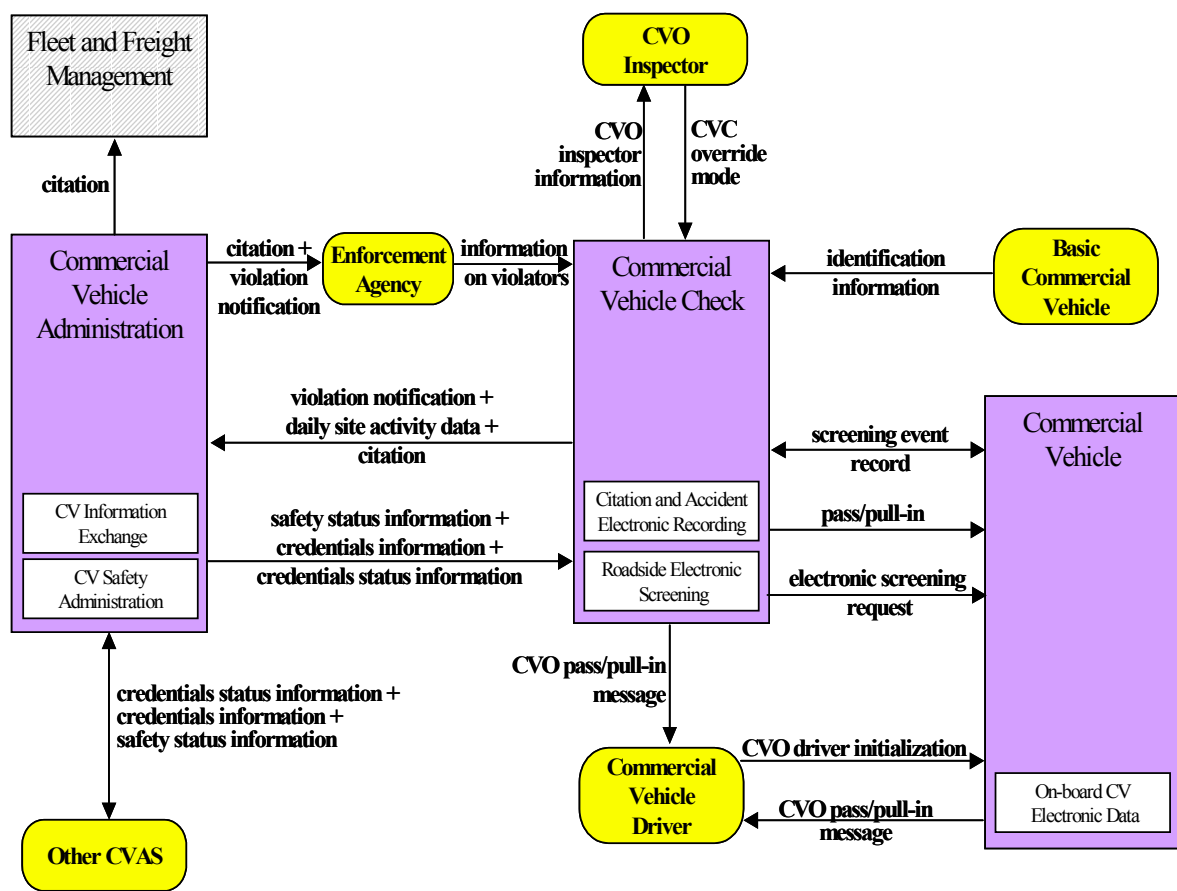 Fleet and Freight
Management
CVO
Inspector
citation
CVO
inspector
information
CVC
override
mode
Commercial
Vehicle
Administration
citation +
violation
notification
Enforcement
Agency
information
on violators
Commercial
Vehicle Check
identification
information
Basic
Commercial
Vehicle
violation notification +
daily site activity data +
citation
screening event
record
Commercial
Vehicle
CV Information
Exchange
CV Safety
Administration
safety status information +
credentials information +
credentials status information
Citation and Accident
Electronic Recording
Roadside Electronic
Screening
pass/pull-in
electronic screening
request
CVO pass/pull-in
message
credentials status information +
credentials information +
safety status information
CVO driver initialization
Commercial
Vehicle
Driver
CVO pass/pull-in
message
On-board CV
Electronic Data
Other CVAS